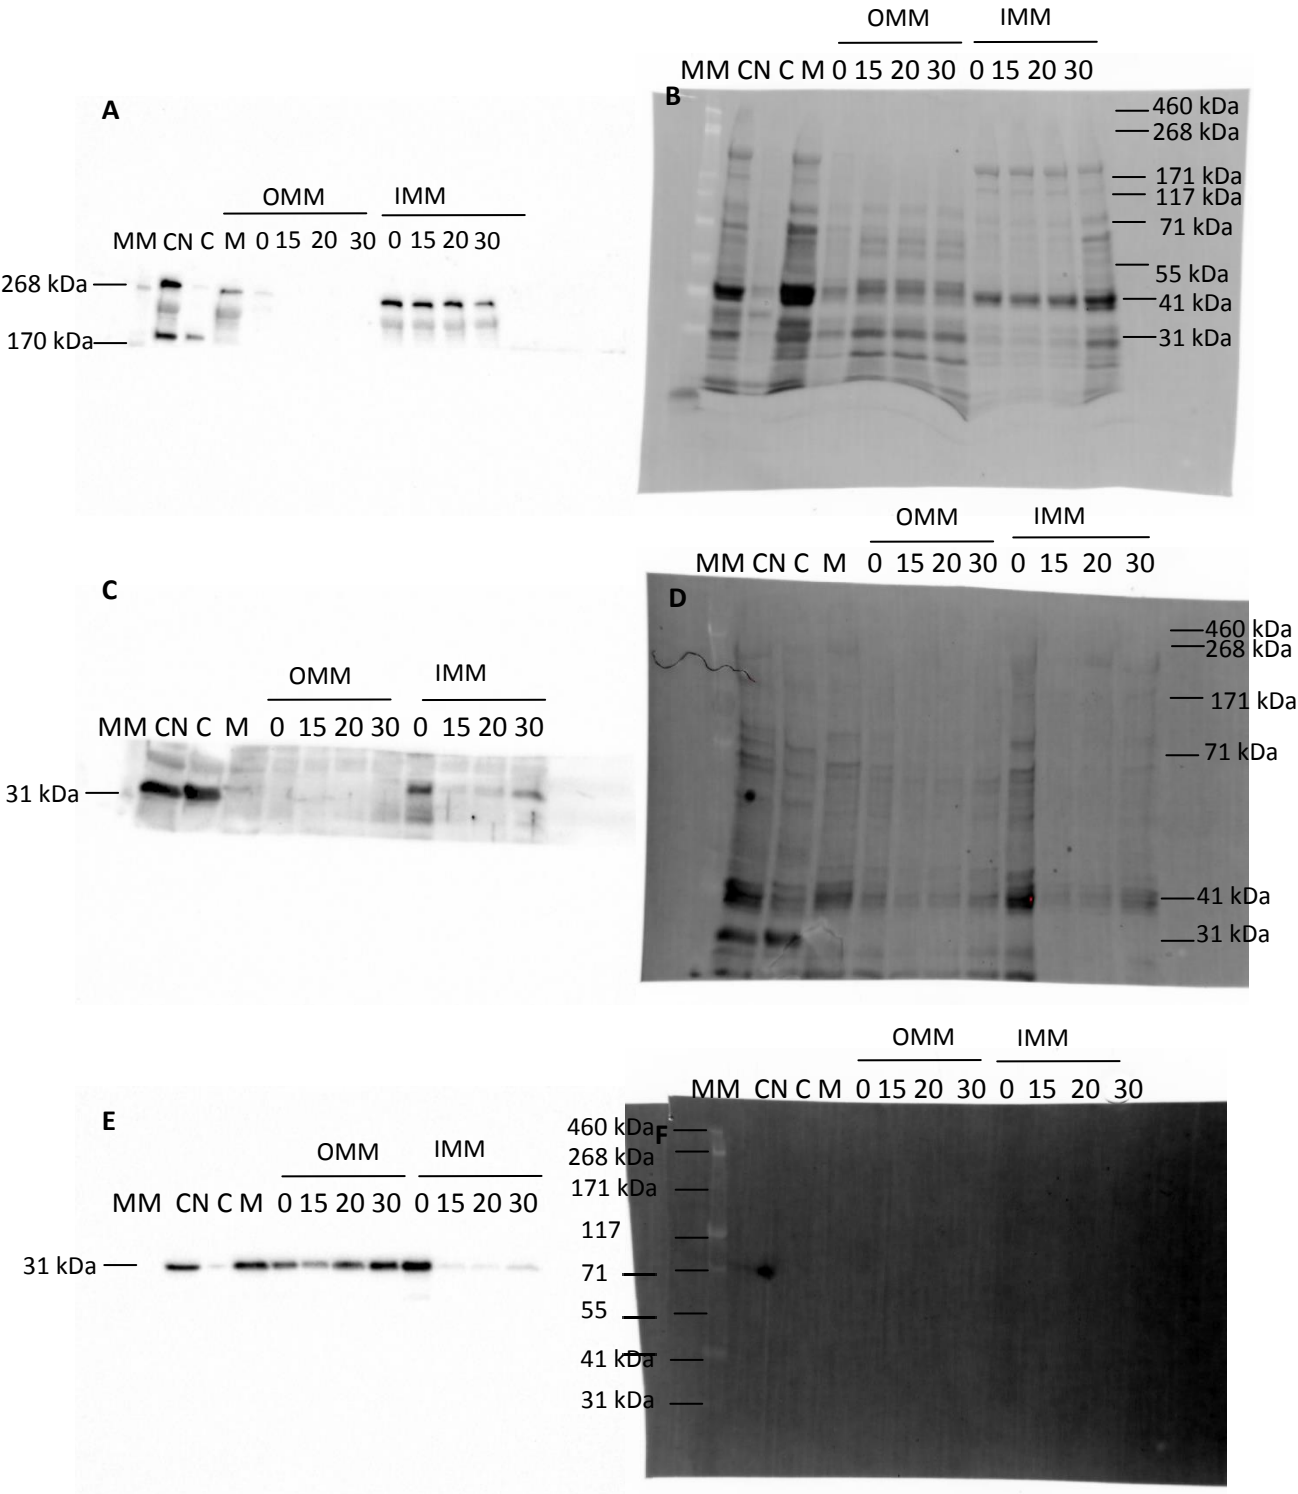 A
OMM IMM
MM CN C M 0 15 20 30 0 15 20 30
268 kDa
170 kDa
OMM IMM
MM CN C M 0 15 20 30 0 15 20 30
B
460 kDa
268 kDa
171 kDa
117 kDa
71 kDa
55 kDa
41 kDa
31 kDa
C
OMM IMM
MM CN C M 0 15 20 30 0 15 20 30
31 kDa
OMM IMM
MM CN C M 0 15 20 30 0 15 20 30
D
460 kDa
268 kDa
171 kDa
71 kDa
41 kDa
31 kDa
E
OMM IMM
MM CN C M 0 15 20 30 0 15 20 30
31 kDa
OMM IMM
MM CN C M 0 15 20 30 0 15 20 30
F
460 kDa
268 kDa
171 kDa
117
71
55
41 kDa
31 kDa